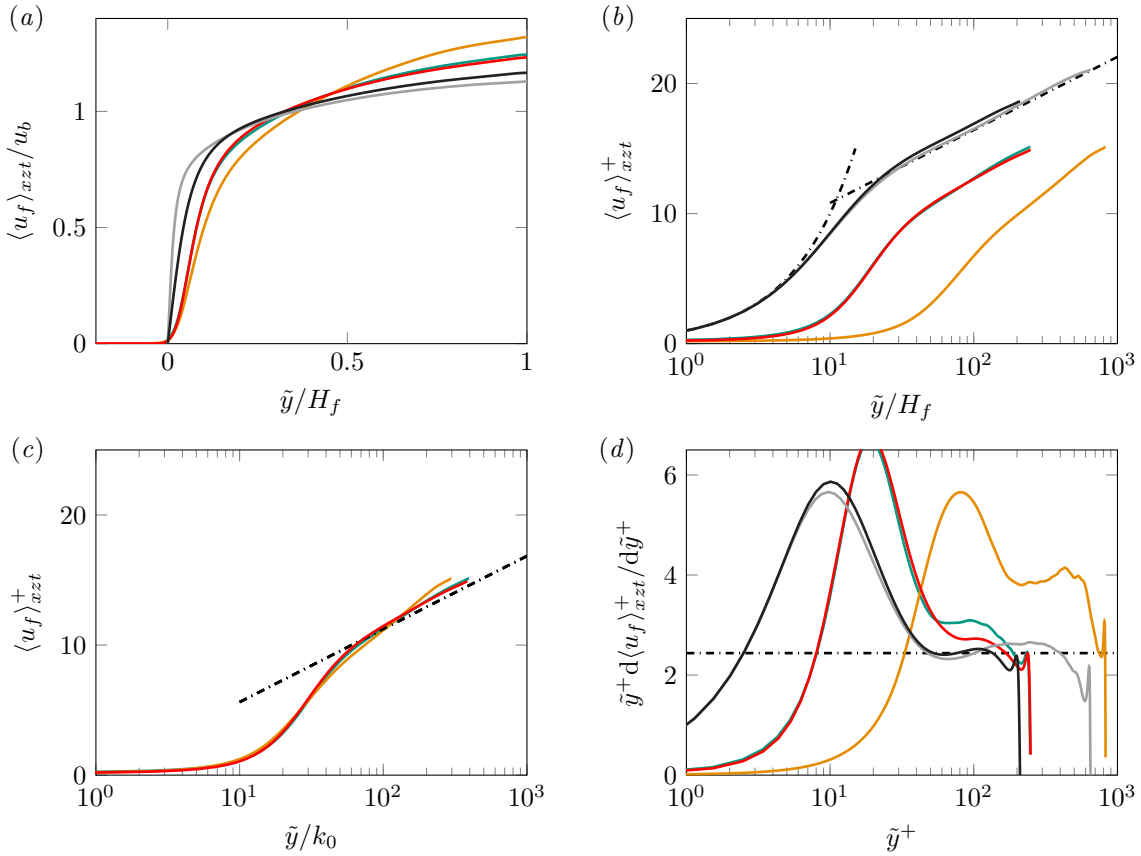 (a)
1
0.5
0
0
0.5
1
ỹ/H_f
⟨u_f⟩_{xzt}/u_b
(b)
20
10
0
10^0
10^1
10^2
10^3
ỹ/H_f
⟨u_f⟩^+_{xzt}
(c)
20
10
0
10^0
10^1
10^2
10^3
ỹ/k_0
⟨u_f⟩^+_{xzt}
(d)
6
4
2
0
10^0
10^1
10^2
10^3
ỹ^+
ỹ^+ d⟨u_f⟩^+_{xzt}/dỹ^+